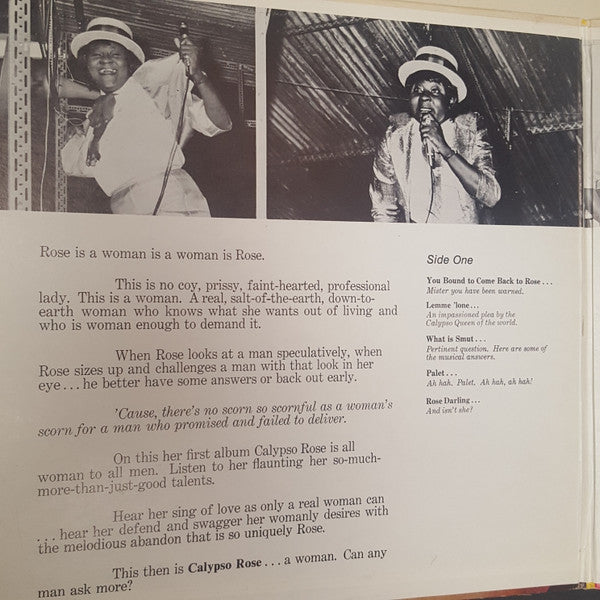 Rose is a woman is a woman is Rose.
This is no coy, prissy, faint-hearted, professional
lady. This is a woman. A real, salt-of-the-earth, down-to-
earth woman who knows what she wants out of living and
who is woman enough to demand it.
When Rose looks at a man speculatively, when
Rose sizes up and challenges a man with that look in her
eye...he better have some answers or back out early.
'Cause, there's no scorn so scornful as a woman's
scorn for a man who promised and failed to deliver.
On this her first album Calypso Rose is all
woman to all men. Listen to her flaunting her so-much-
more-than-just-good talents.
Hear her sing of love as only a real woman can
...hear her defend and swagger her womanly desires with
the melodious abandon that is so uniquely Rose.
This then is Calypso Rose...a woman. Can any
man ask more?
Side One
You Bound to Come Back to Rose...
Mister you have been warned.
Lemme 'lone...
An impassioned plea by the
Calypso Queen of the world.
What is Smut...
Pertinent question. Here are some of
the musical answers.
Palet...
Ah hah. Palet. Ah hah, ah hah!
Rose Darling...
And isn't she?